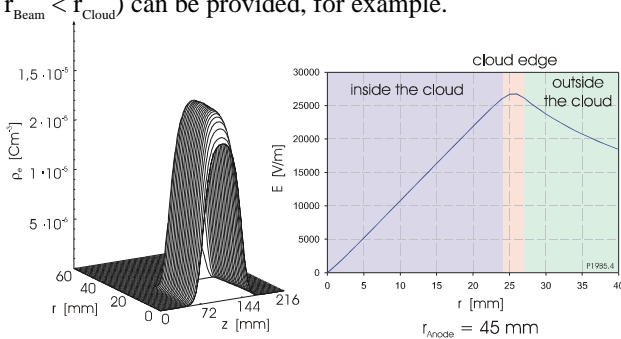 r_Beam < r_Cloud) can be provided, for example.
1,5·10⁻⁵
2·10⁻⁵
1·10⁻⁵
5·10⁻⁶
ρₑ [Cm⁻³]
60
40
20
0
r [mm]
0
72
144
216
z [mm]
cloud edge
inside the cloud
outside
the cloud
30000
25000
20000
15000
10000
5000
0
E [V/m]
P1985.4
0 5 10 15 20 25 30 35 40
r [mm]
r_Anode = 45 mm